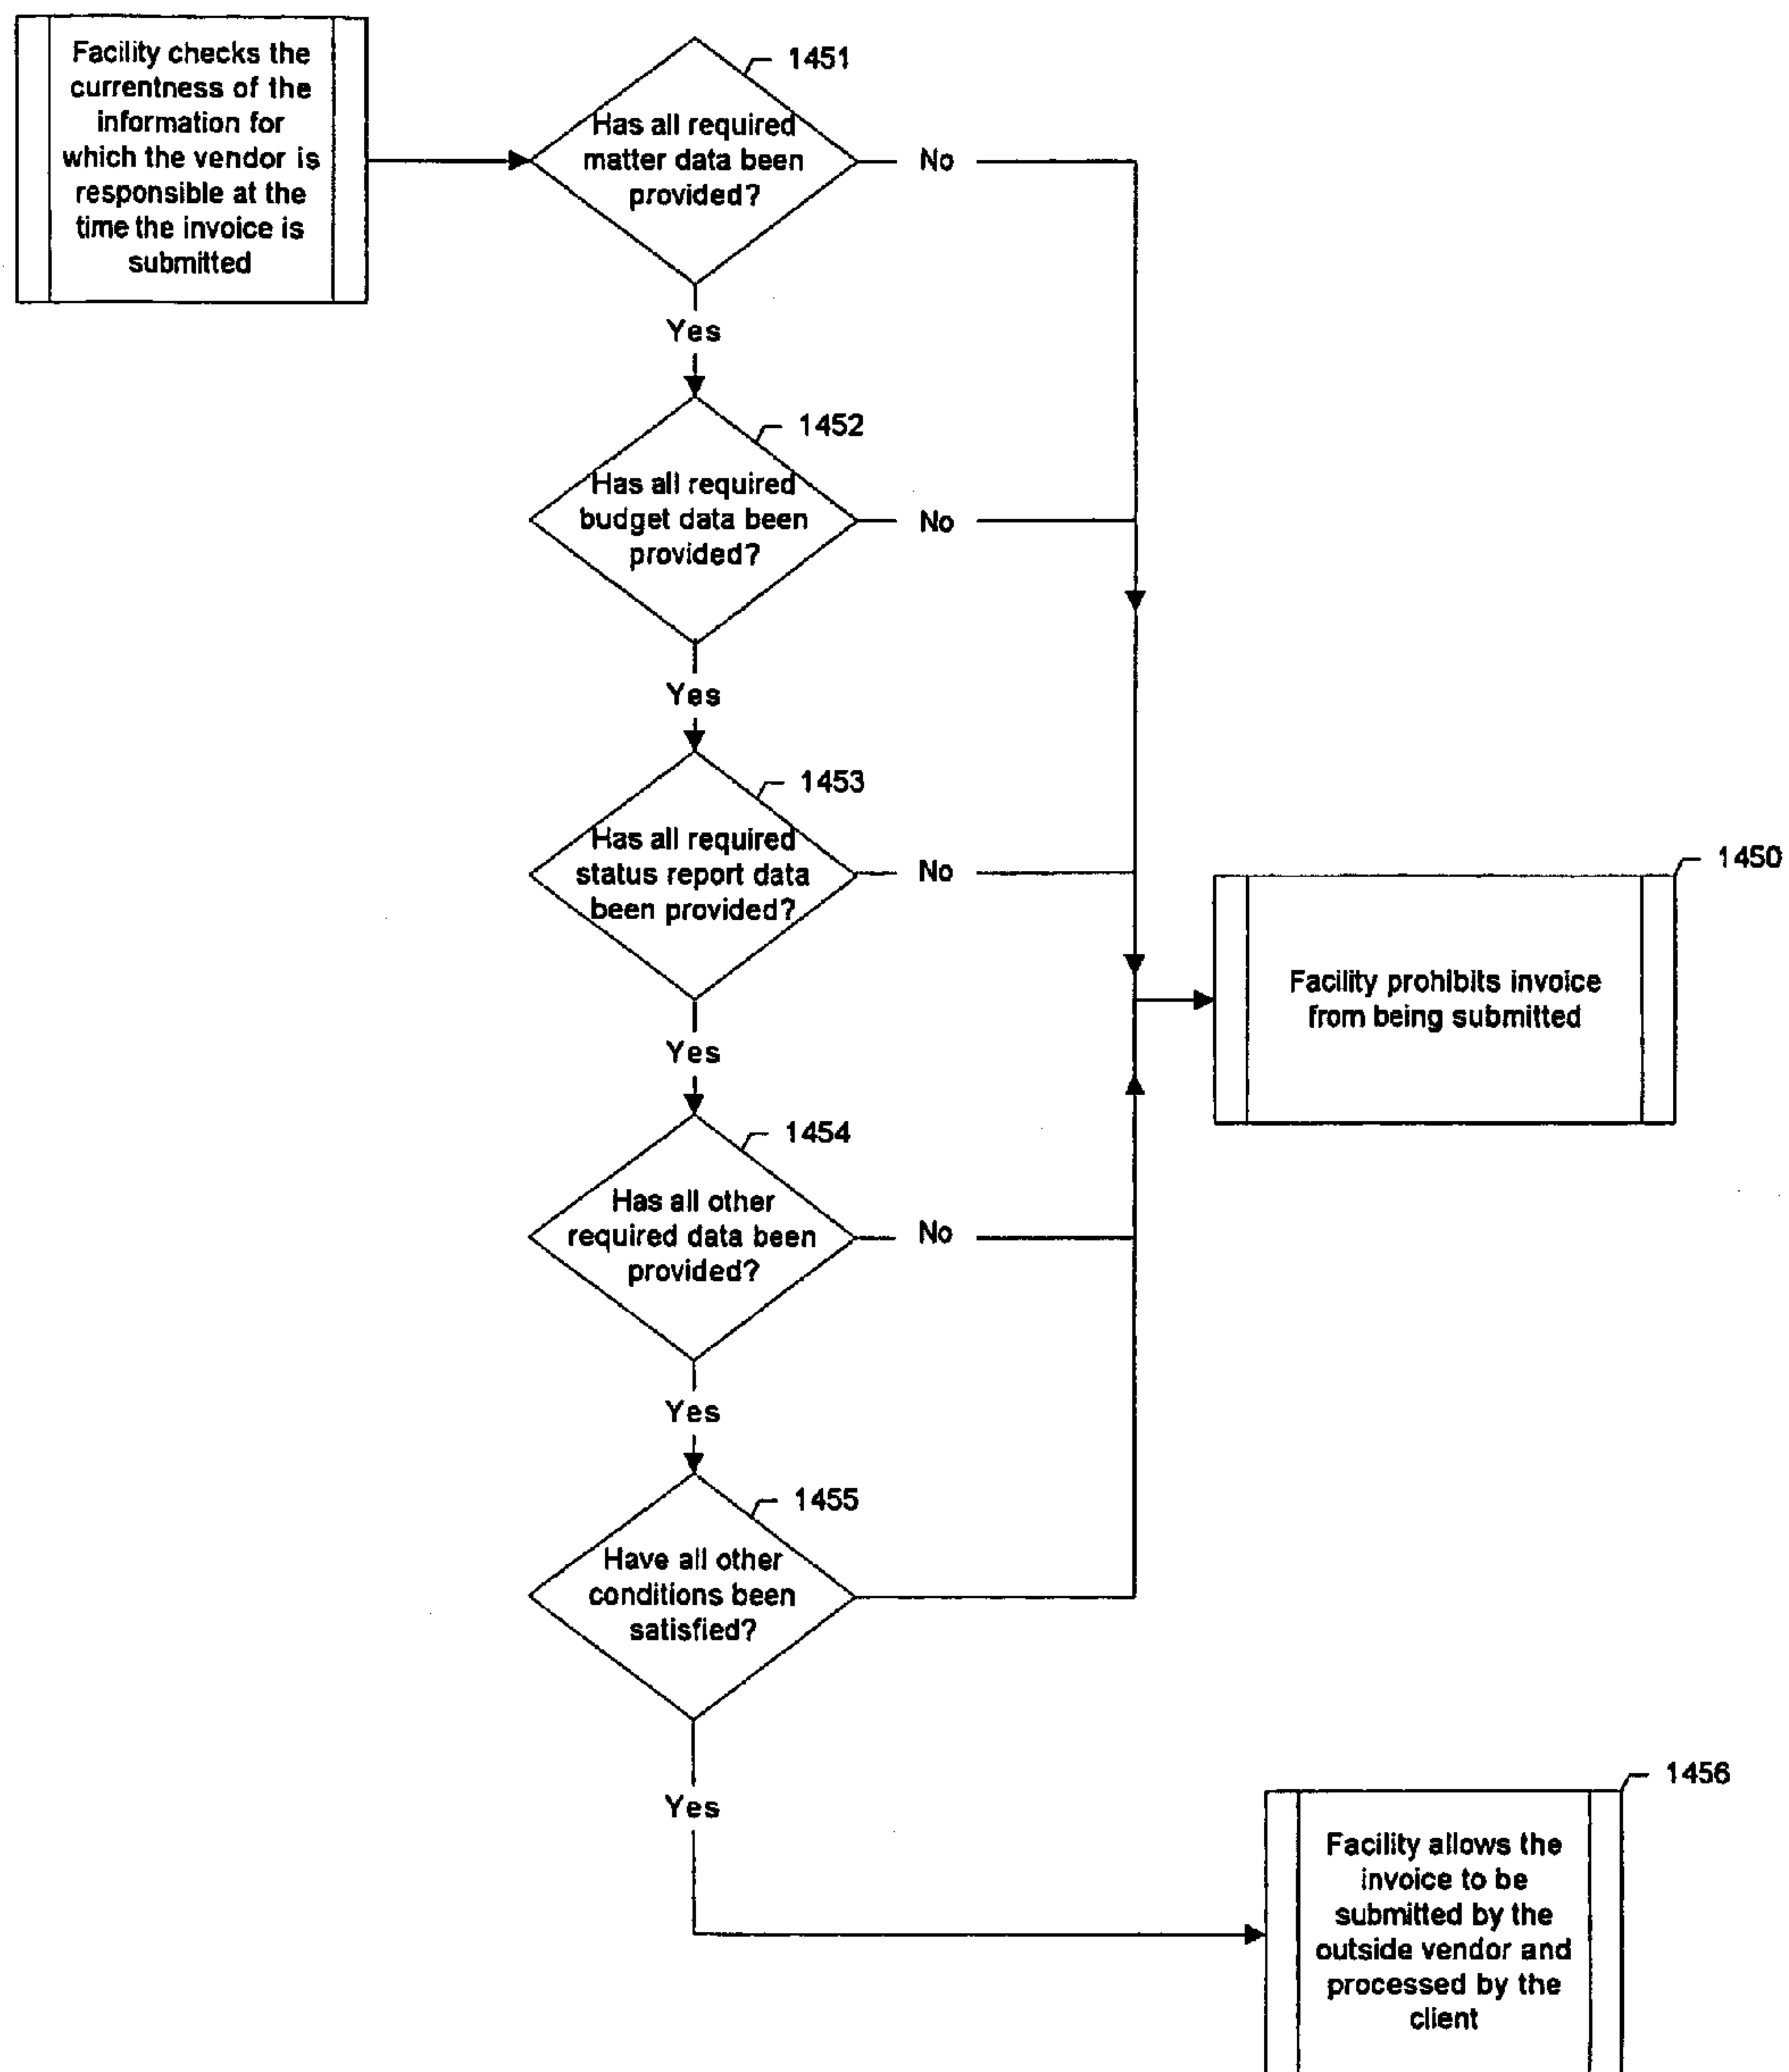 Facility checks the
currentness of the
information for
which the vendor is
responsible at the
time the invoice is
submitted
1451
Has all required
matter data been
provided?
No
Yes
1452
Has all required
budget data been
provided?
No
Yes
1453
Has all required
status report data
been provided?
No
Yes
1450
Facility prohibits invoice
from being submitted
1454
Has all other
required data been
provided?
No
Yes
1455
Have all other
conditions been
satisfied?
Yes
1456
Facility allows the
invoice to be
submitted by the
outside vendor and
processed by the
client